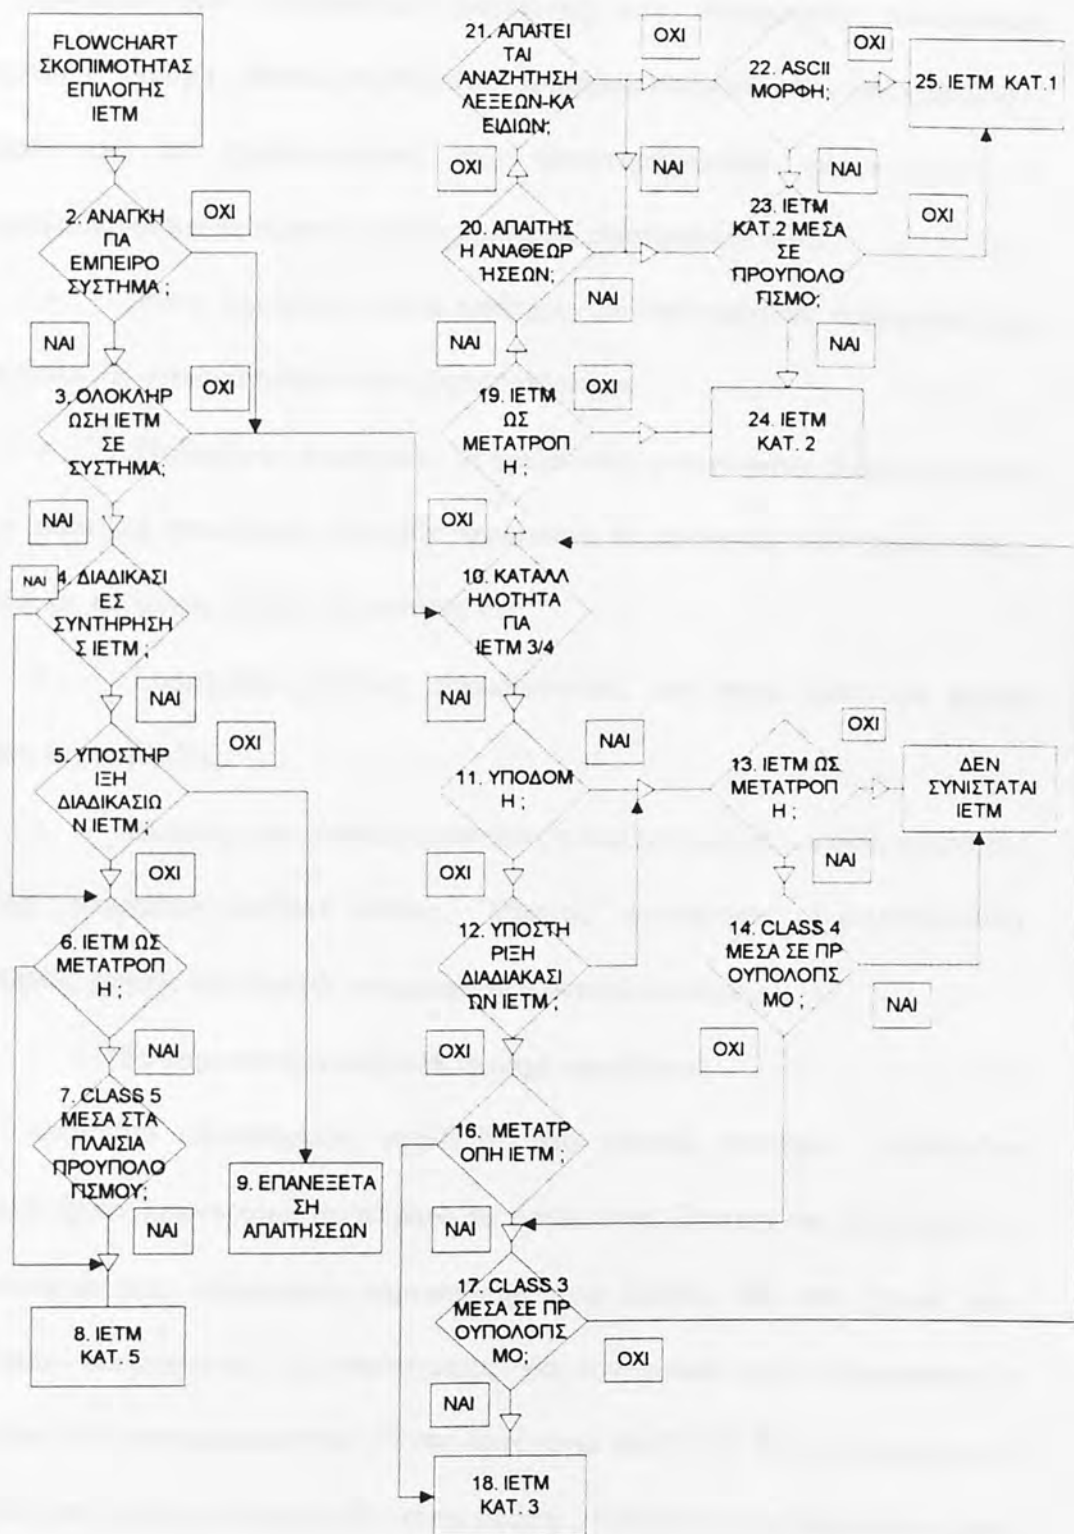 FLOWCHART
ΣΚΟΠΙΜΟΤΗΤΑΣ
ΕΠΙΛΟΓΗΣ
IETM
2. ΑΝΑΓΚΗ
ΓΙΑ
ΕΜΠΕΙΡΟ
ΣΥΣΤΗΜΑ ;
ΟΧΙ
ΝΑΙ
3. ΟΛΟΚΛΗΡ
ΩΣΗ IETM
ΣΕ
ΣΥΣΤΗΜΑ;
ΟΧΙ
ΝΑΙ
ΝΑΙ
4. ΔΙΑΔΙΚΑΣΙ
ΕΣ
ΣΥΝΤΗΡΗΣΗ
Σ IETM ;
ΝΑΙ
5. ΥΠΟΣΤΗΡ
ΙΞΗ
ΔΙΑΔΙΚΑΣΙΩ
Ν IETM ;
ΟΧΙ
ΟΧΙ
6. IETM ΩΣ
ΜΕΤΑΤΡΟΠ
Η ;
ΝΑΙ
7. CLASS 5
ΜΕΣΑ ΣΤΑ
ΠΛΑΙΣΙΑ
ΠΡΟΥΠΟΛΟ
ΓΙΣΜΟΥ;
ΝΑΙ
8. IETM
ΚΑΤ. 5
9. ΕΠΑΝΕΞΕΤΑ
ΣΗ
ΑΠΑΙΤΗΣΕΩΝ
21. ΑΠΑΙΤΕΙ
ΤΑΙ
ΑΝΑΖΗΤΗΣΗ
ΛΕΞΕΩΝ-ΚΛ
ΕΙΔΙΩΝ;
ΟΧΙ
22. ASCII
ΜΟΡΦΗ;
ΟΧΙ
25. IETM ΚΑΤ.1
ΟΧΙ
ΝΑΙ
ΝΑΙ
20. ΑΠΑΙΤΗΣ
Η ΑΝΑΘΕΩΡ
ΗΣΕΩΝ;
ΝΑΙ
23. IETM
ΚΑΤ.2 ΜΕΣΑ
ΣΕ
ΠΡΟΥΠΟΛΟ
ΓΙΣΜΟ;
ΟΧΙ
ΝΑΙ
ΝΑΙ
19. IETM
ΩΣ
ΜΕΤΑΤΡΟΠ
Η ;
ΟΧΙ
24. IETM
ΚΑΤ. 2
ΟΧΙ
10. ΚΑΤΑΛΛ
ΗΛΟΤΗΤΑ
ΓΙΑ
IETM 3/4
ΝΑΙ
11. ΥΠΟΔΟΜ
Η ;
ΝΑΙ
13. IETM ΩΣ
ΜΕΤΑΤΡΟΠ
Η ;
ΟΧΙ
ΔΕΝ
ΣΥΝΙΣΤΑΤΑΙ
IETM
ΟΧΙ
ΝΑΙ
12. ΥΠΟΣΤΗ
ΡΙΞΗ
ΔΙΑΔΙΑΚΑΣΙ
ΩΝ IETM ;
14. CLASS 4
ΜΕΣΑ ΣΕ ΠΡ
ΟΥΠΟΛΟΓΙΣ
ΜΟ ;
ΝΑΙ
ΟΧΙ
ΟΧΙ
16. ΜΕΤΑΤΡ
ΟΠΗ IETM ;
ΝΑΙ
17. CLASS 3
ΜΕΣΑ ΣΕ ΠΡ
ΟΥΠΟΛΟΓΙΣ
ΜΟ;
ΟΧΙ
ΝΑΙ
18. IETM
ΚΑΤ. 3